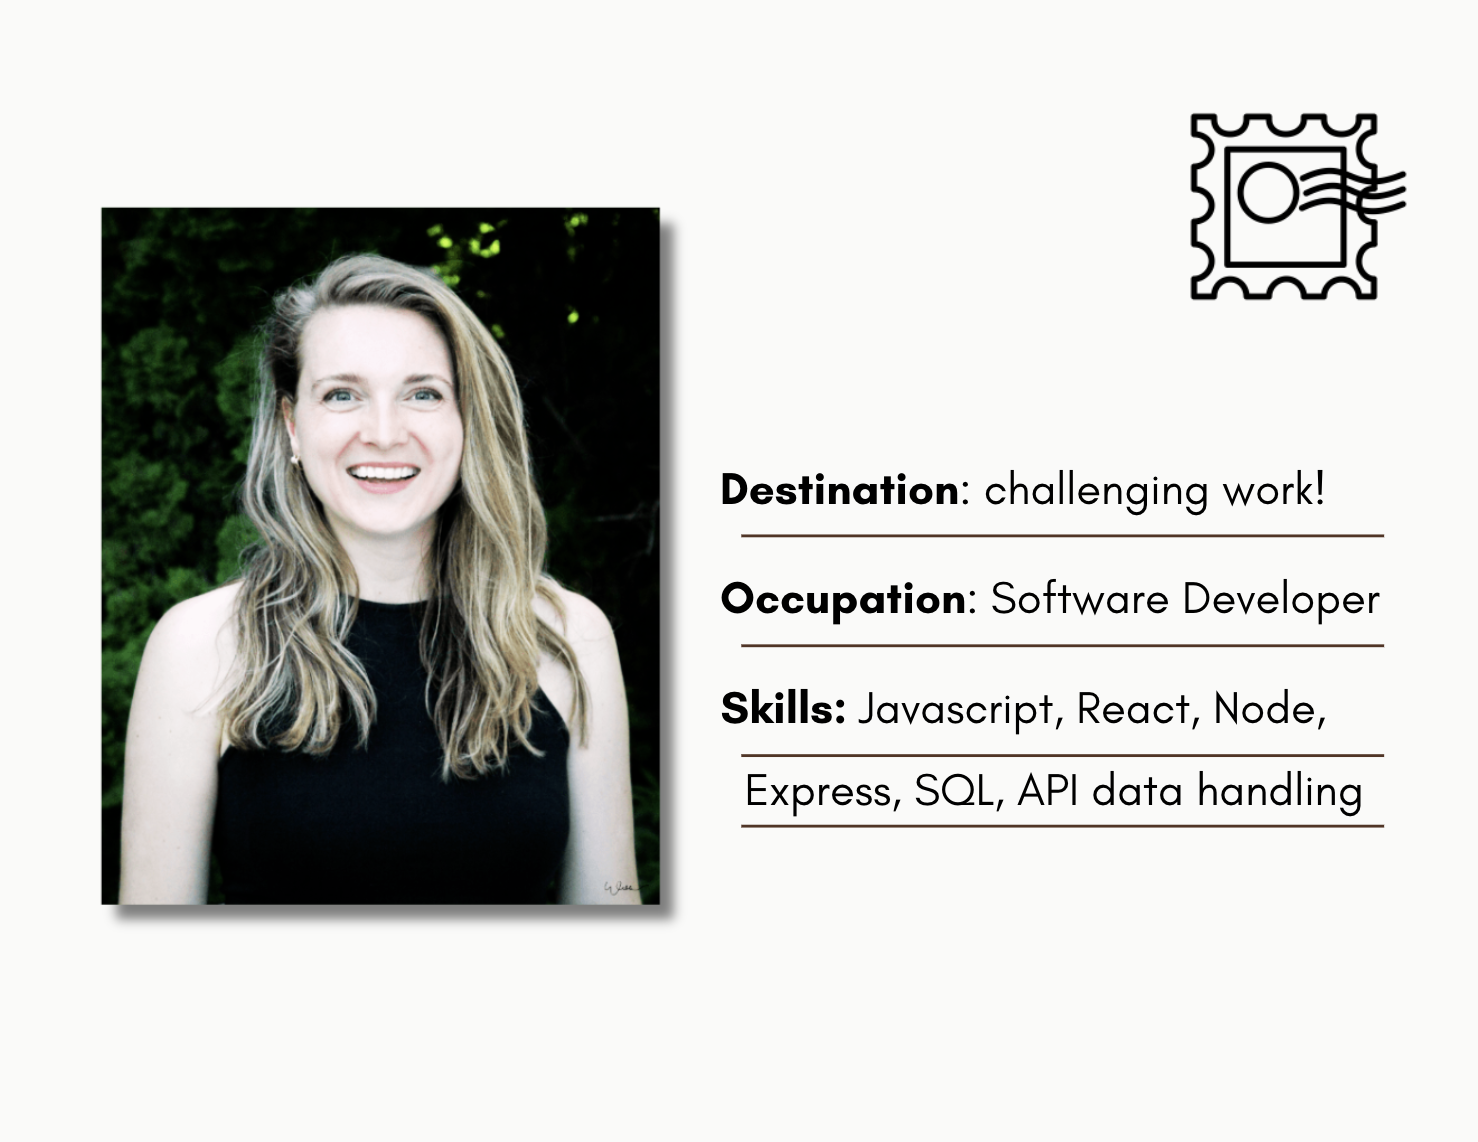 Destination: challenging work!
Occupation: Software Developer
Skills: Javascript, React, Node,
Express, SQL, API data handling